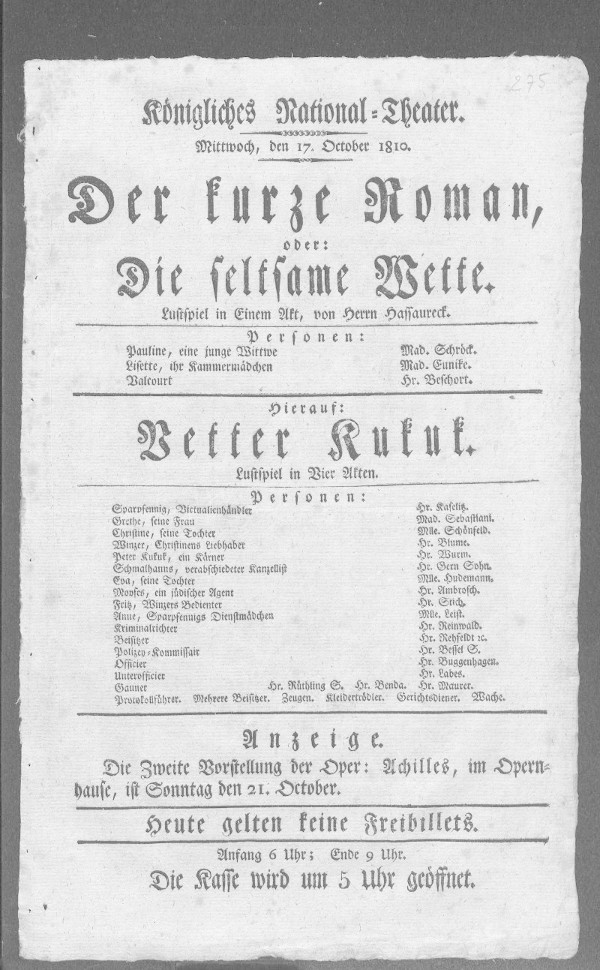 275
Königliches National-Theater.
Mittwoch, den 17. October 1810.
Der kurze Roman,
oder:
Die seltsame Wette.
Lustspiel in Einem Akt, von Herrn Hassaureck.
Personen:
Pauline, eine junge Wittwe Mad. Schröck.
Lisette, ihr Kammermädchen Mad. Eunike.
Valcourt Hr. Beschort.
Hierauf:
Vetter Kukuk.
Lustspiel in Vier Akten.
Personen:
Sparpfennig, Victualienhändler Hr. Kaselitz.
Grethe, seine Frau Mad. Sebastiani.
Christine, seine Tochter Mlle. Schönfeld.
Winzer, Christinens Liebhaber Hr. Blume.
Peter Kukuk, ein Kärner Hr. Wurm.
Schmalhanns, verabschiedeter Kanzellist Hr. Gern Sohn.
Eva, seine Tochter Mlle. Hudemann.
Moyses, ein jüdischer Agent Hr. Ambrosch.
Fritz, Winzers Bedienter Hr. Stich.
Anne, Sparpfennigs Dienstmädchen Mlle. Leist.
Kriminalrichter Hr. Reinwald.
Beisitzer Hr. Rehfeldt ꝛc.
Polizey-Kommissair Hr. Bessel S.
Officier Hr. Buggenhagen.
Unterofficier Hr. Labes.
Gauner Hr. Rüthling S. Hr. Benda. Hr. Maurer.
Protokollführer. Mehrere Beisitzer. Zeugen. Kleidertrödler. Gerichtsdiener. Wache.
Anzeige.
Die Zweite Vorstellung der Oper: Achilles, im Opern-
hause, ist Sonntag den 21. October.
Heute gelten keine Freibillets.
Anfang 6 Uhr; Ende 9 Uhr.
Die Kasse wird um 5 Uhr geöffnet.